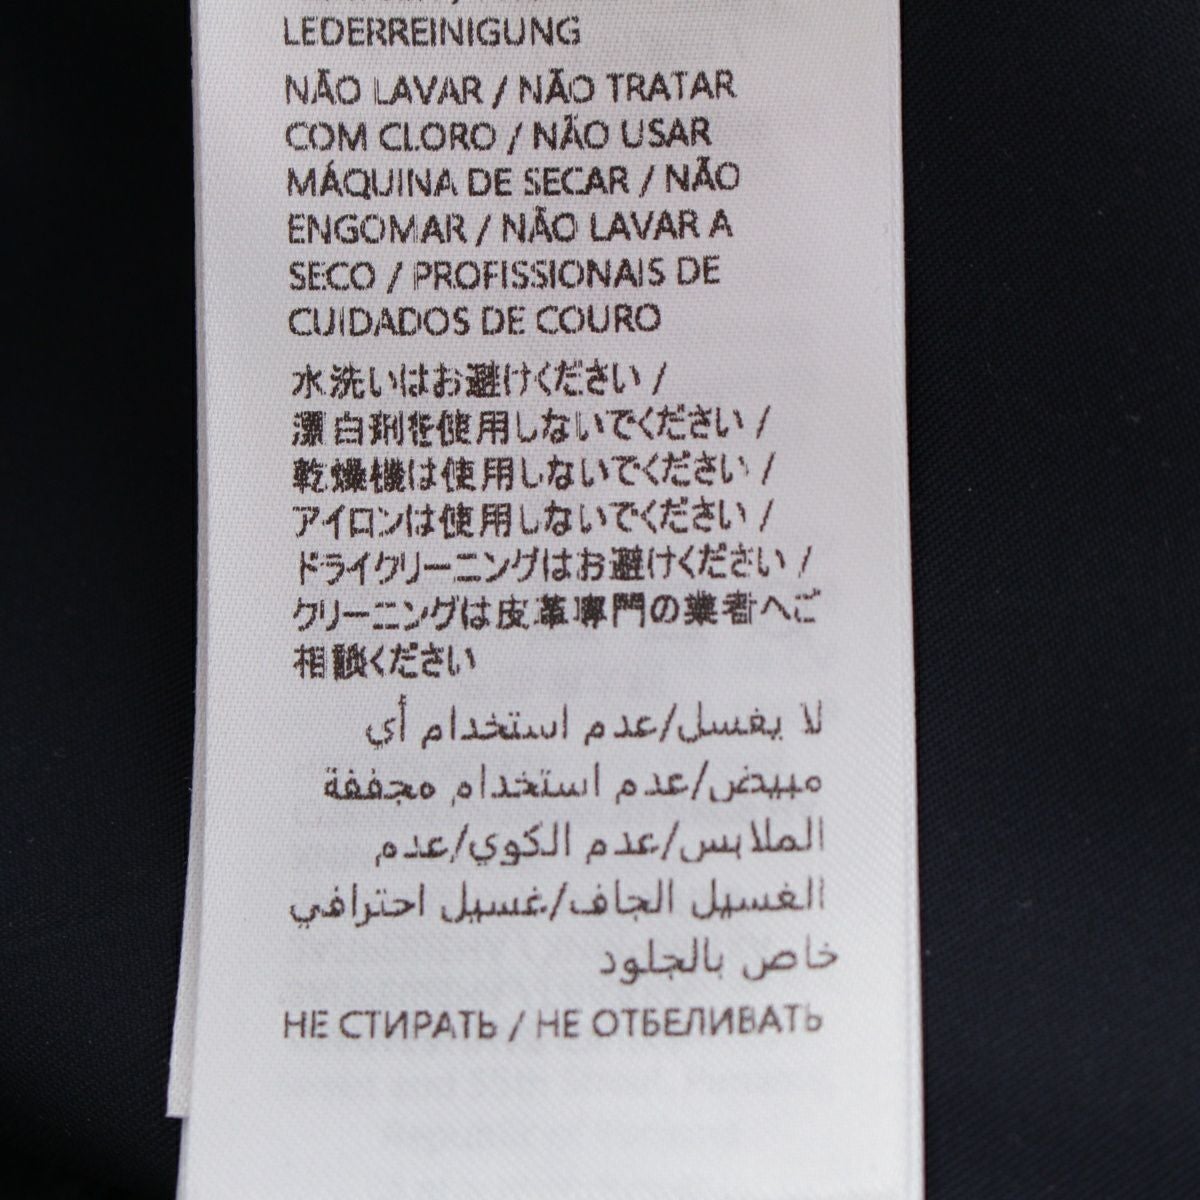 LEDERREINIGUNG
NÃO LAVAR / NÃO TRATAR
COM CLORO / NÃO USAR
MÁQUINA DE SECAR / NÃO
ENGOMAR / NÃO LAVAR A
SECO / PROFISSIONAIS DE
CUIDADOS DE COURO
水洗いはお避けください /
漂白剤を使用しないでください /
乾燥機は使用しないでください /
アイロンは使用しないでください /
ドライクリーニングはお避けください /
クリーニングは皮革専門の業者へご
相談ください
لا يغسل/عدم استخدام أي
مبيض/عدم استخدام مجففة
الملابس/عدم الكوي/عدم
الغسيل الجاف/غسيل احترافي
خاص بالجلود
НЕ СТИРАТЬ / НЕ ОТБЕЛИВАТЬ